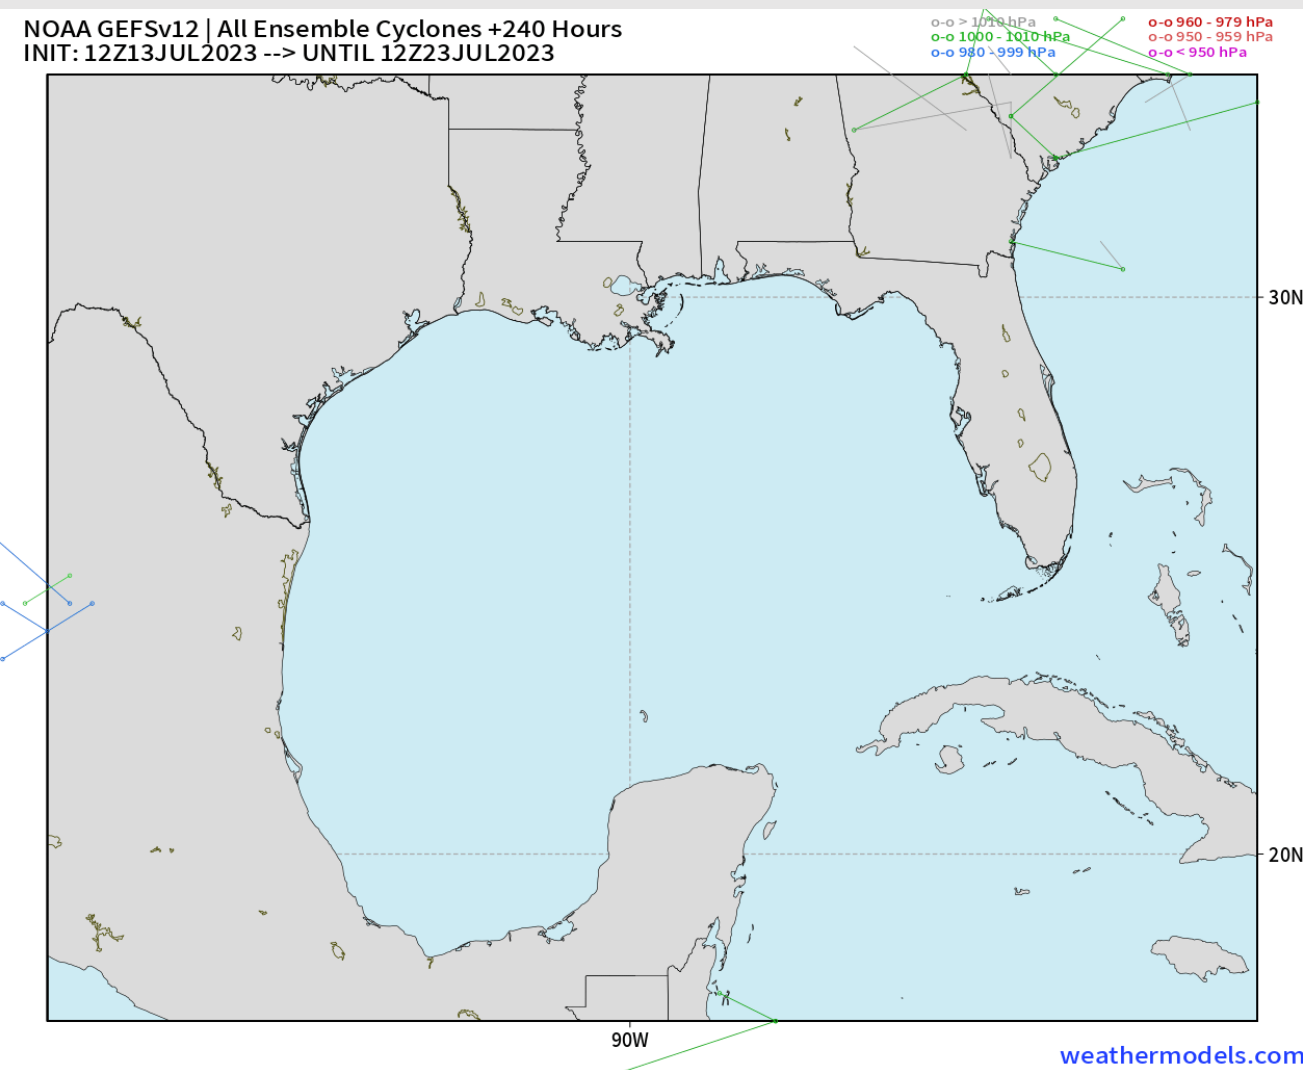 NOAA GEFSv12 | All Ensemble Cyclones +240 Hours
INIT: 12Z13JUL2023 --> UNTIL 12Z23JUL2023
o-o > 1010 hPa
o-o 1000 - 1010 hPa
o-o 980 - 999 hPa
o-o 960 - 979 hPa
o-o 950 - 959 hPa
o-o < 950 hPa
30N
20N
90W
weathermodels.com